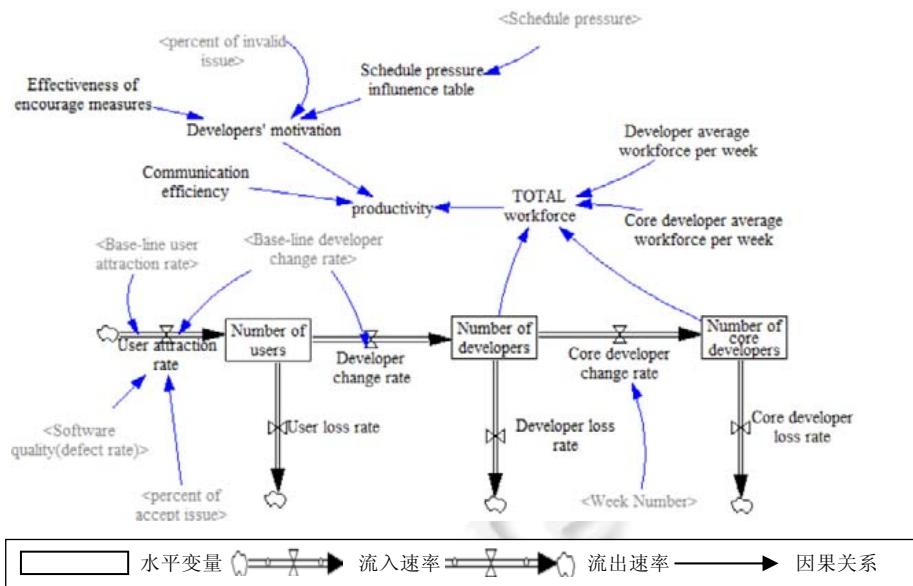 <Schedule pressure>
<percent of invalid
issue>
Schedule pressure
influnence table
Effectiveness of
encourage measures
Developers' motivation
Developer average
workforce per week
Communication
efficiency
productivity
TOTAL
workforce
Core developer average
workforce per week
<Base-line user
attraction rate>
<Base-line developer
change rate>
User attraction
rate
Number of
users
Developer
change rate
Number of
developers
Core developer
change rate
Number of
core
developers
User loss rate
Developer loss
rate
Core developer
loss rate
<Software
quality(defect rate)>
<percent of
accept issue>
<Week Number>
水平变量 流入速率 流出速率 因果关系